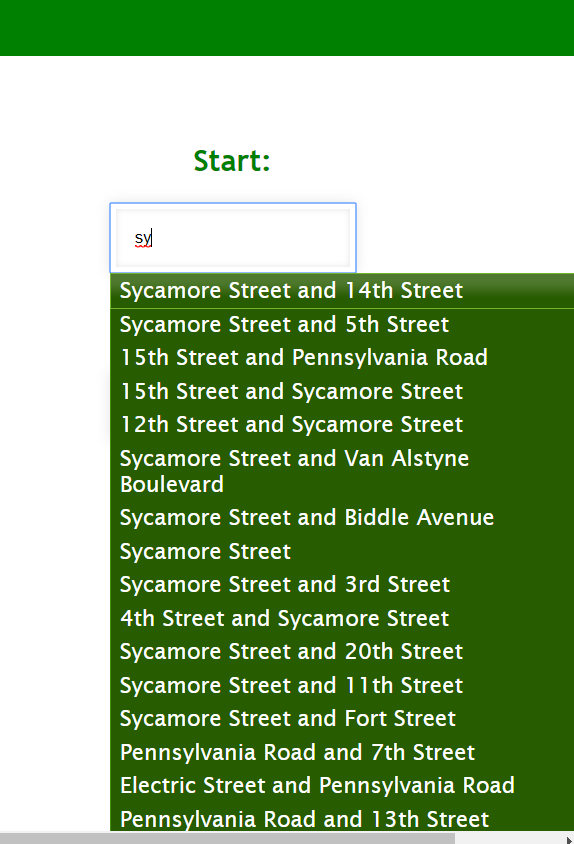 Start:
sy
Sycamore Street and 14th Street
Sycamore Street and 5th Street
15th Street and Pennsylvania Road
15th Street and Sycamore Street
12th Street and Sycamore Street
Sycamore Street and Van Alstyne
Boulevard
Sycamore Street and Biddle Avenue
Sycamore Street
Sycamore Street and 3rd Street
4th Street and Sycamore Street
Sycamore Street and 20th Street
Sycamore Street and 11th Street
Sycamore Street and Fort Street
Pennsylvania Road and 7th Street
Electric Street and Pennsylvania Road
Pennsylvania Road and 13th Street